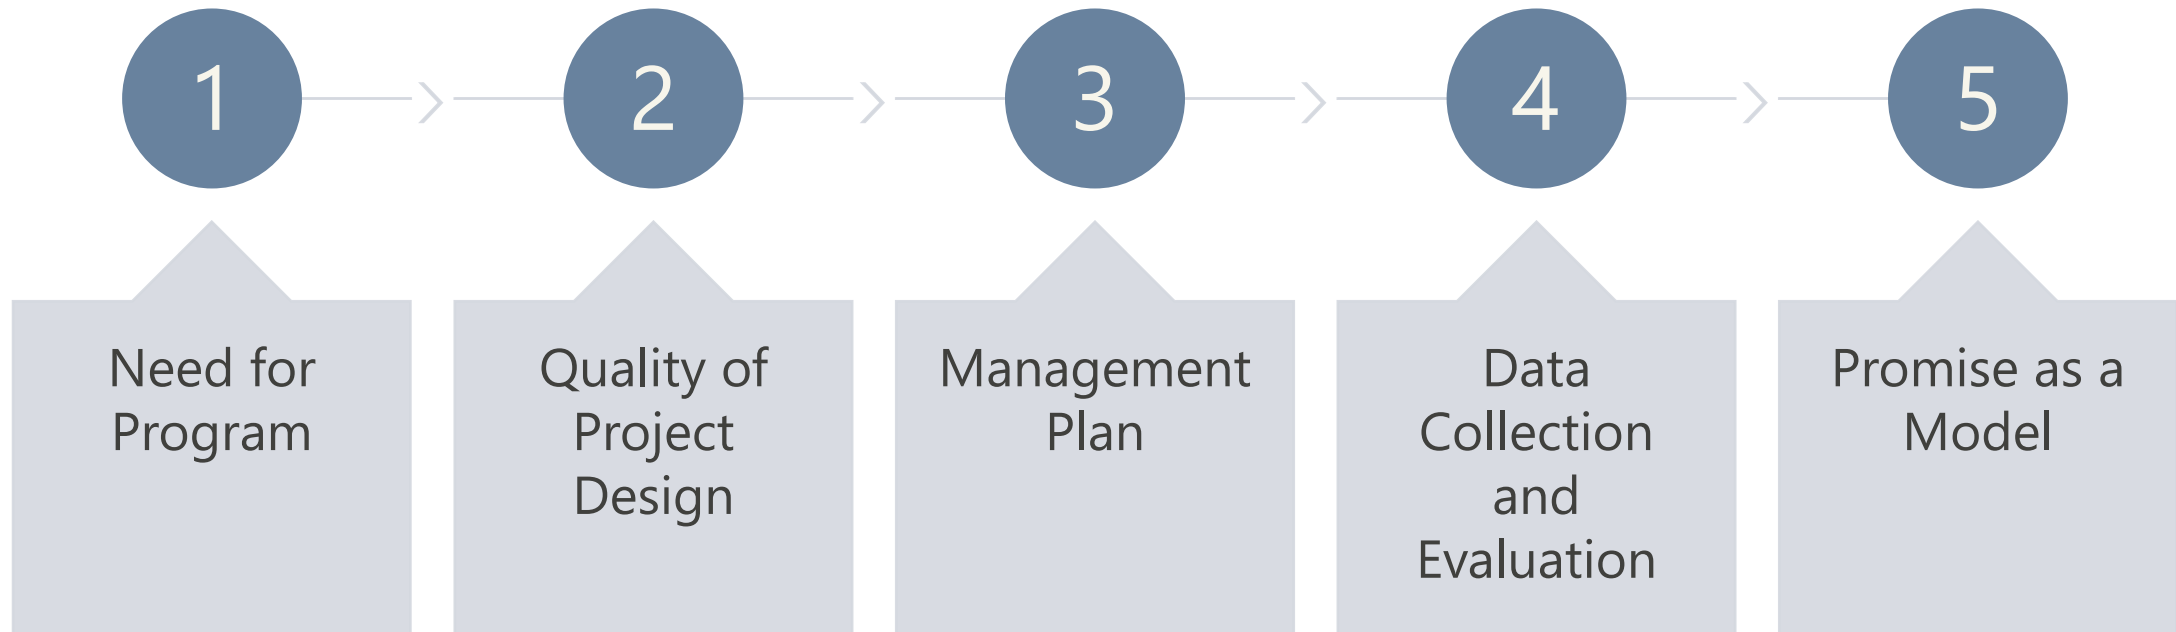 1
Need for
Program
2
Quality of
Project
Design
3
Management
Plan
4
Data
Collection
and
Evaluation
5
Promise as a
Model